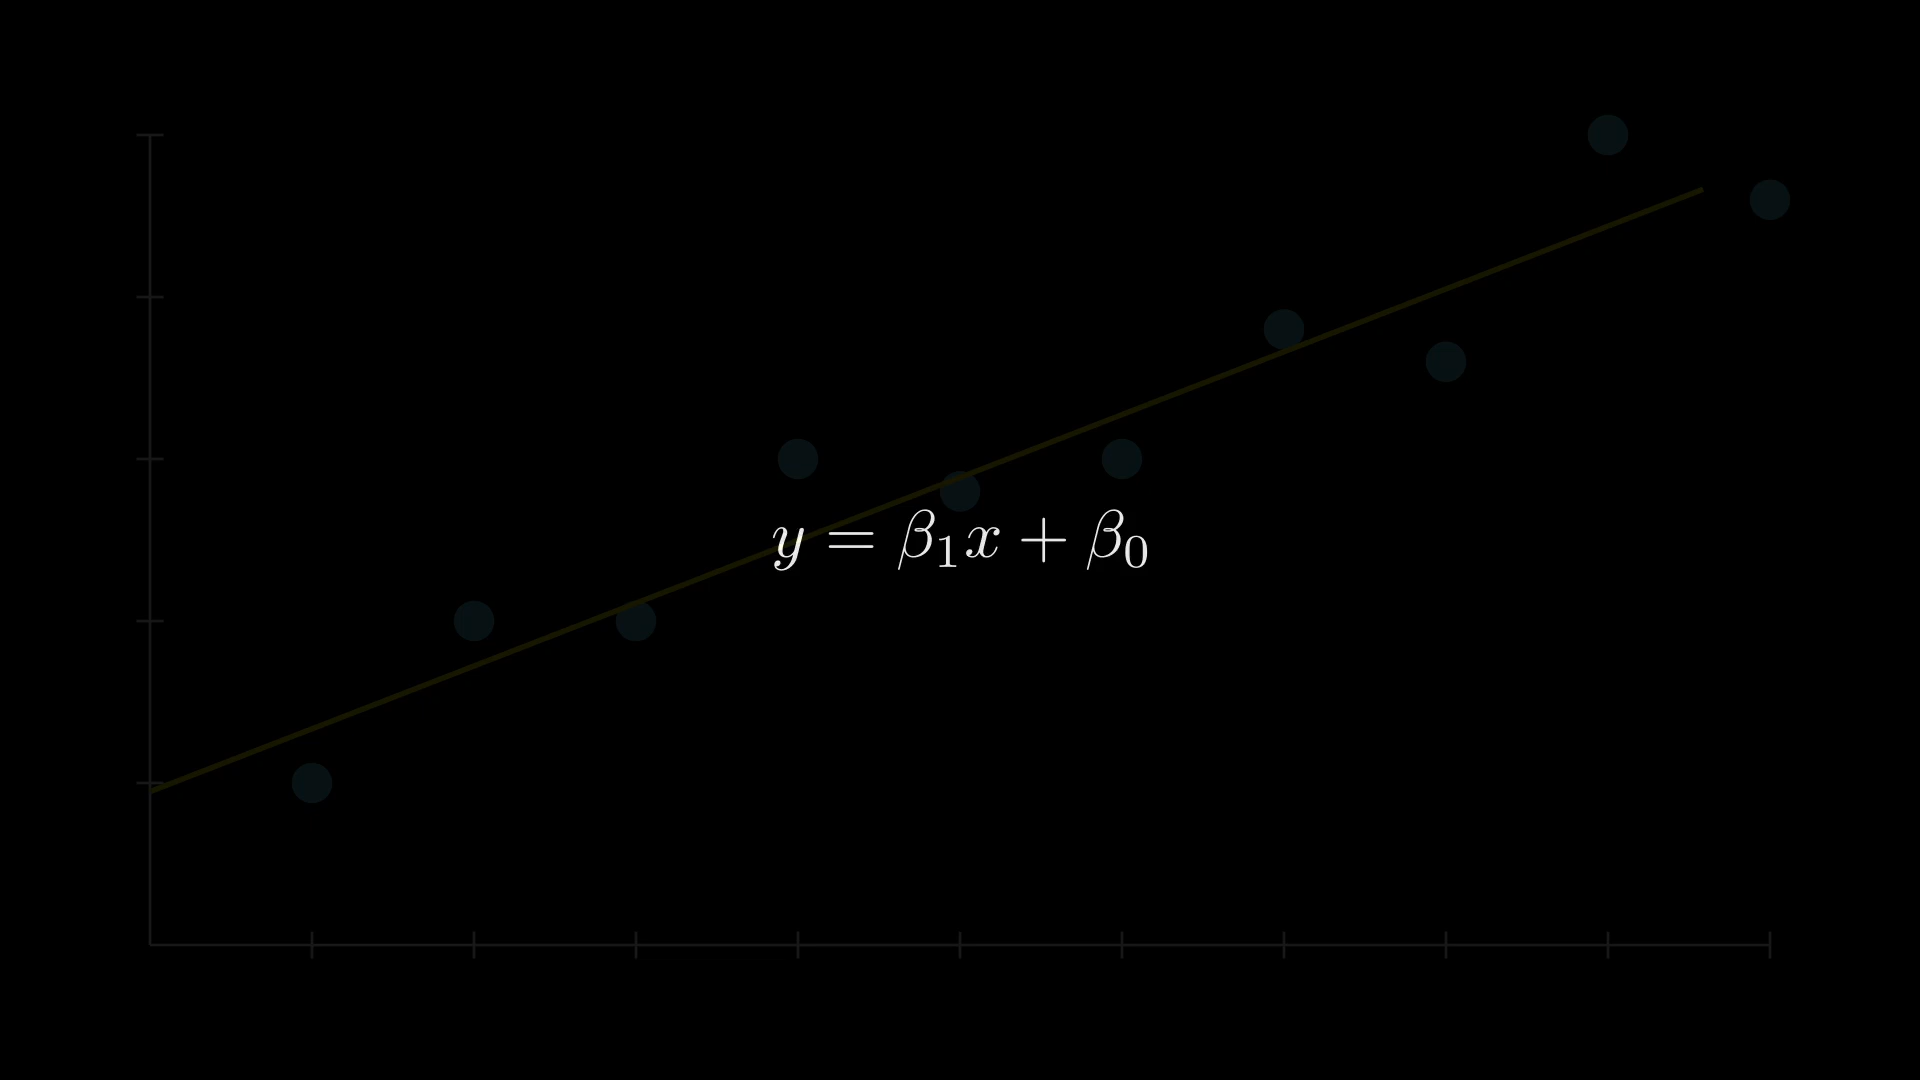 y = β₁x + β₀